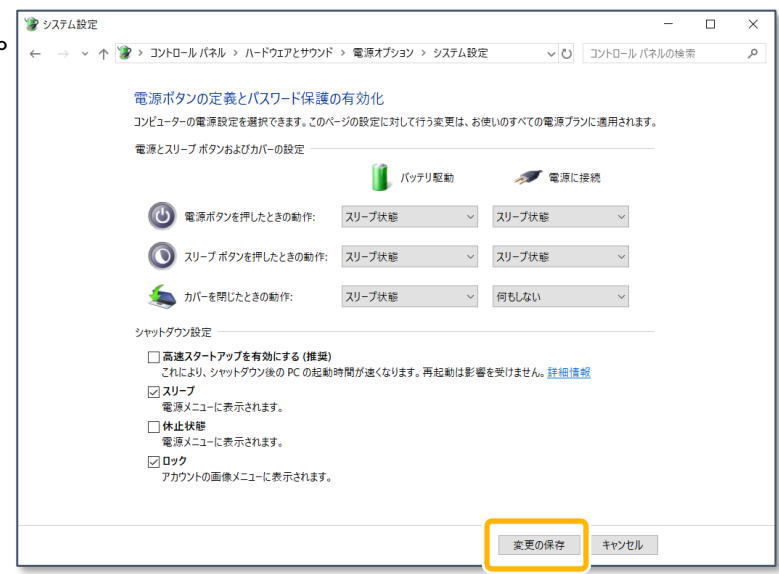 システム設定
。
コントロール パネル > ハードウェアとサウンド > 電源オプション > システム設定
コントロール パネルの検索
電源ボタンの定義とパスワード保護の有効化
コンピューターの電源設定を選択できます。このページの設定に対して行う変更は、お使いのすべての電源プランに適用されます。
電源とスリープ ボタンおよびカバーの設定
バッテリ駆動 電源に接続
電源ボタンを押したときの動作: スリープ状態 スリープ状態
スリープ ボタンを押したときの動作: スリープ状態 スリープ状態
カバーを閉じたときの動作: スリープ状態 何もしない
シャットダウン設定
高速スタートアップを有効にする (推奨)
これにより、シャットダウン後の PC の起動時間が速くなります。再起動は影響を受けません。詳細情報
スリープ
電源メニューに表示されます。
休止状態
電源メニューに表示されます。
ロック
アカウントの画像メニューに表示されます。
変更の保存 キャンセル